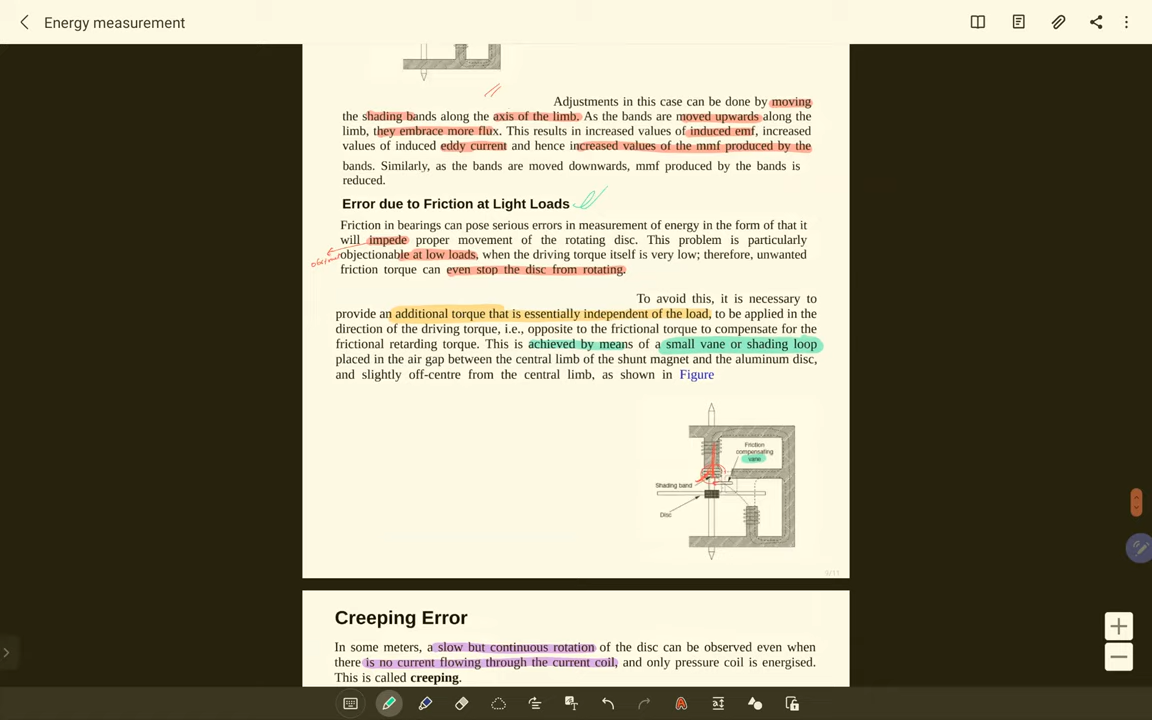 Energy measurement
Adjustments in this case can be done by moving
the shading bands along the axis of the limb. As the bands are moved upwards along the
limb, they embrace more flux. This results in increased values of induced emf, increased
values of induced eddy current and hence increased values of the mmf produced by the
bands. Similarly, as the bands are moved downwards, mmf produced by the bands is
reduced.
Error due to Friction at Light Loads
Friction in bearings can pose serious errors in measurement of energy in the form of that it
will impede proper movement of the rotating disc. This problem is particularly
objectionable at low loads, when the driving torque itself is very low; therefore, unwanted
friction torque can even stop the disc from rotating.
To avoid this, it is necessary to
provide an additional torque that is essentially independent of the load, to be applied in the
direction of the driving torque, i.e., opposite to the frictional torque to compensate for the
frictional retarding torque. This is achieved by means of a small vane or shading loop
placed in the air gap between the central limb of the shunt magnet and the aluminum disc,
and slightly off-centre from the central limb, as shown in Figure
Friction
compensating
vane
Shading band
Disc
9/11
Creeping Error
In some meters, a slow but continuous rotation of the disc can be observed even when
there is no current flowing through the current coil, and only pressure coil is energised.
This is called creeping.